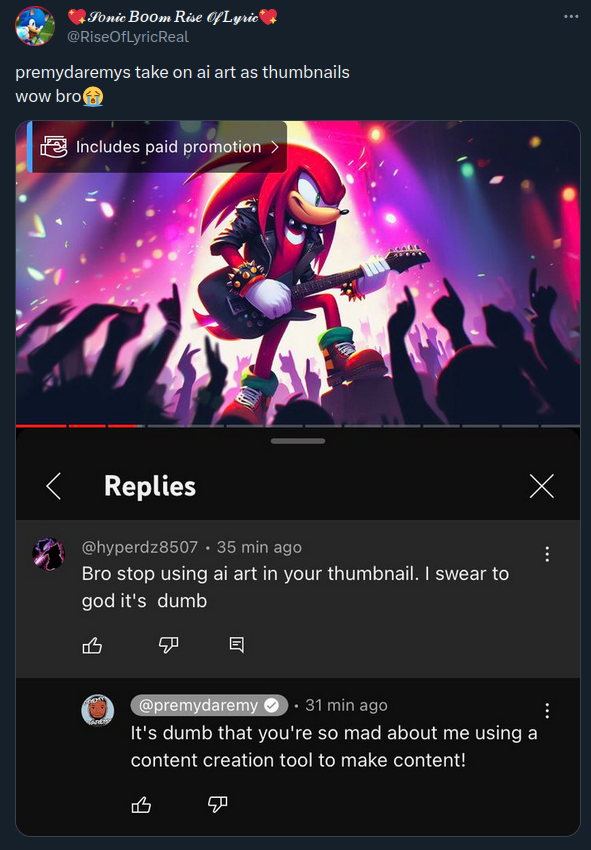 💖𝒮𝑜𝓃𝒾𝒸 𝐵𝟢𝟢𝓂 𝑅𝒾𝓈𝑒 𝒪𝒻 𝐿𝓎𝓇𝒾𝒸💖
@RiseOfLyricReal
premydaremys take on ai art as thumbnails
wow bro😭
Includes paid promotion
Replies
@hyperdz8507 • 35 min ago
Bro stop using ai art in your thumbnail. I swear to
god it's  dumb
@premydaremy • 31 min ago
It's dumb that you're so mad about me using a
content creation tool to make content!